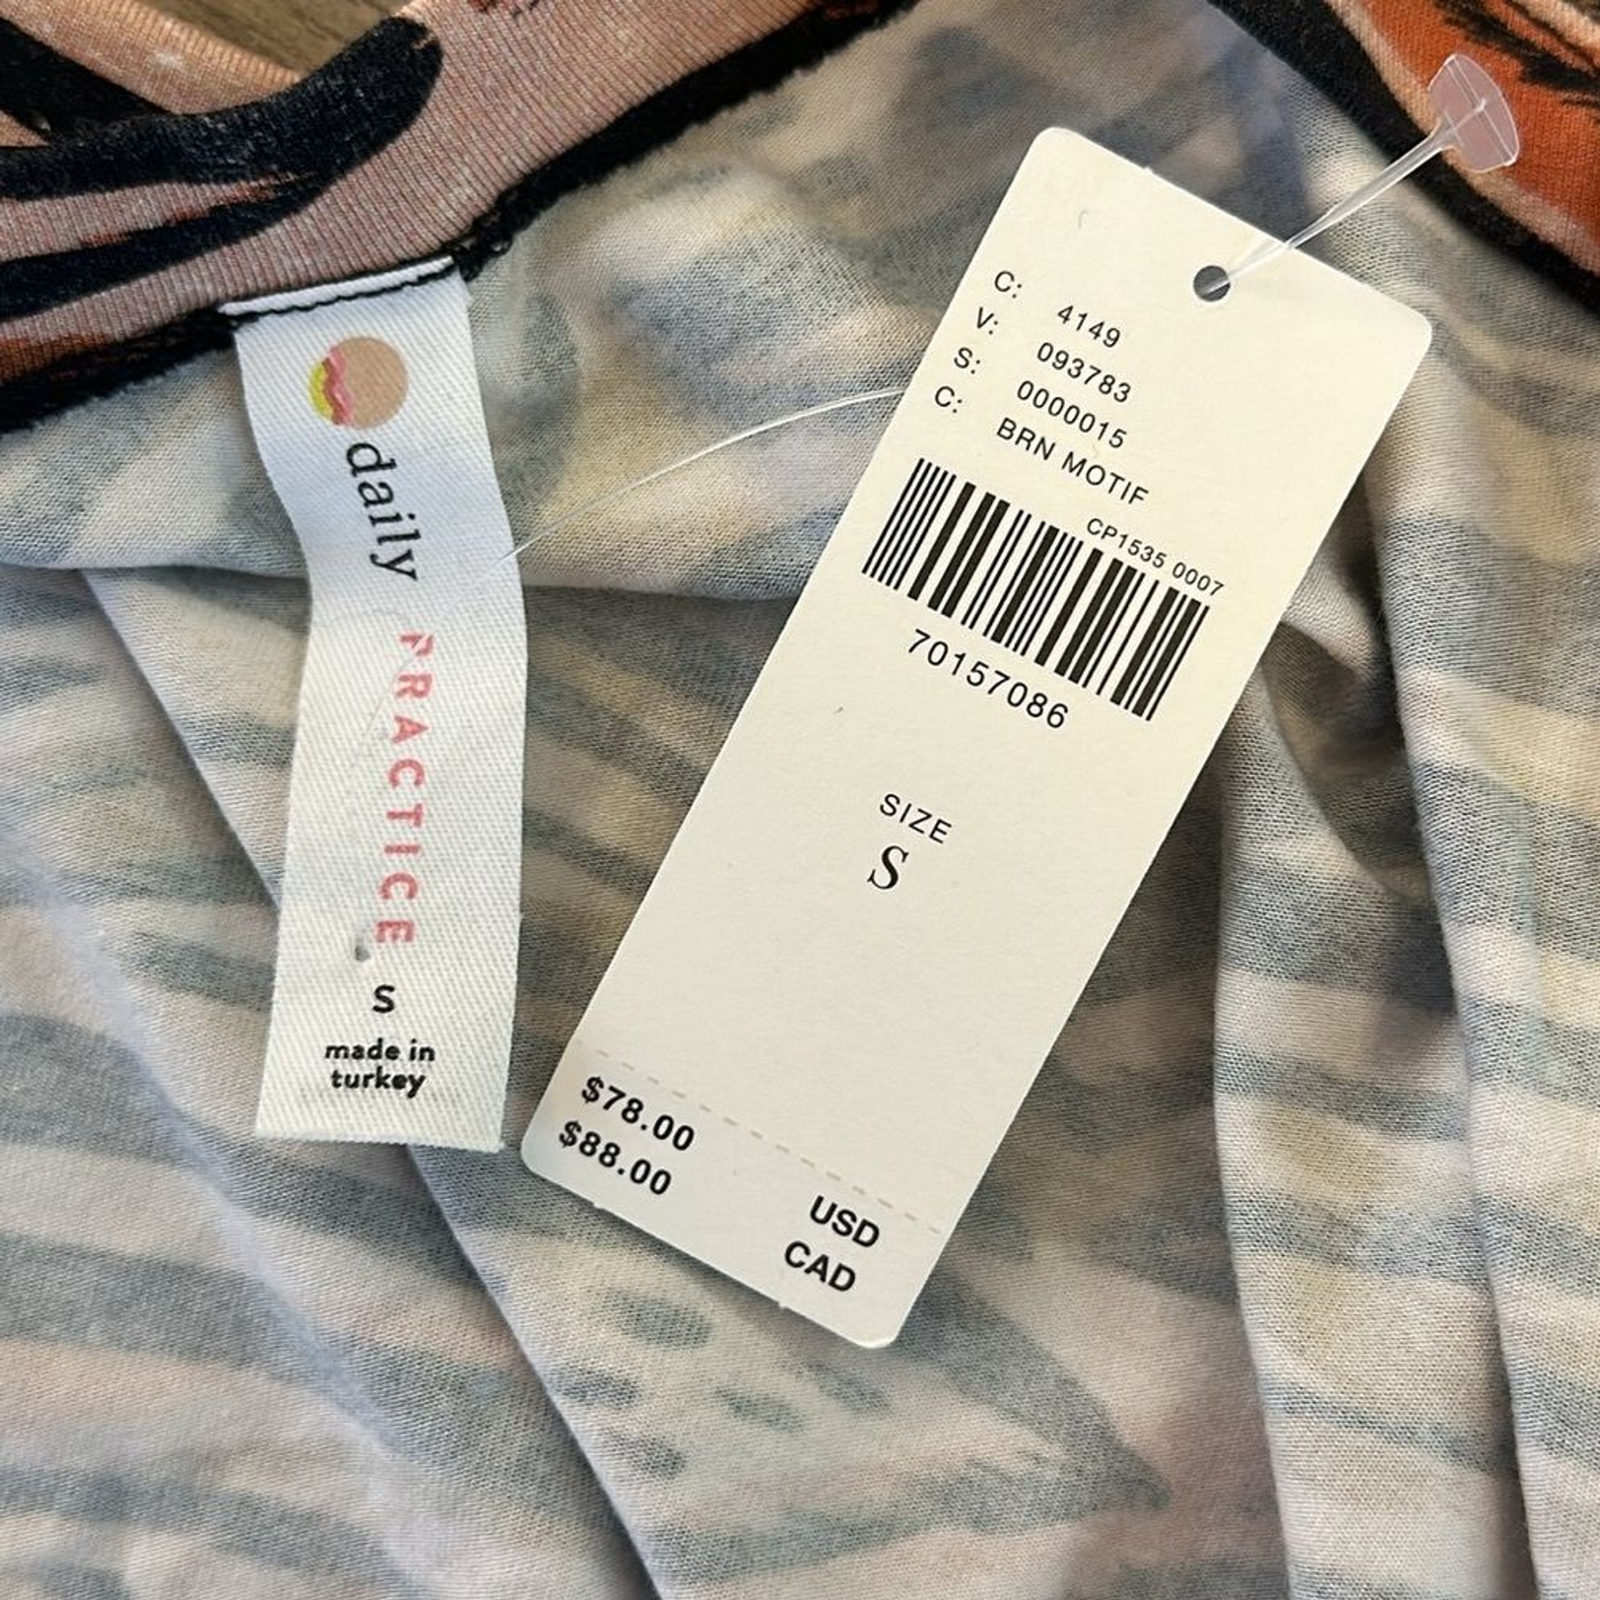 daily
PRACTICE
S
made in
turkey
C: 4149
V: 093783
S: 0000015
C: BRN MOTIF
CP1535 0007
70157086
SIZE
S
$78.00 USD
$88.00 CAD